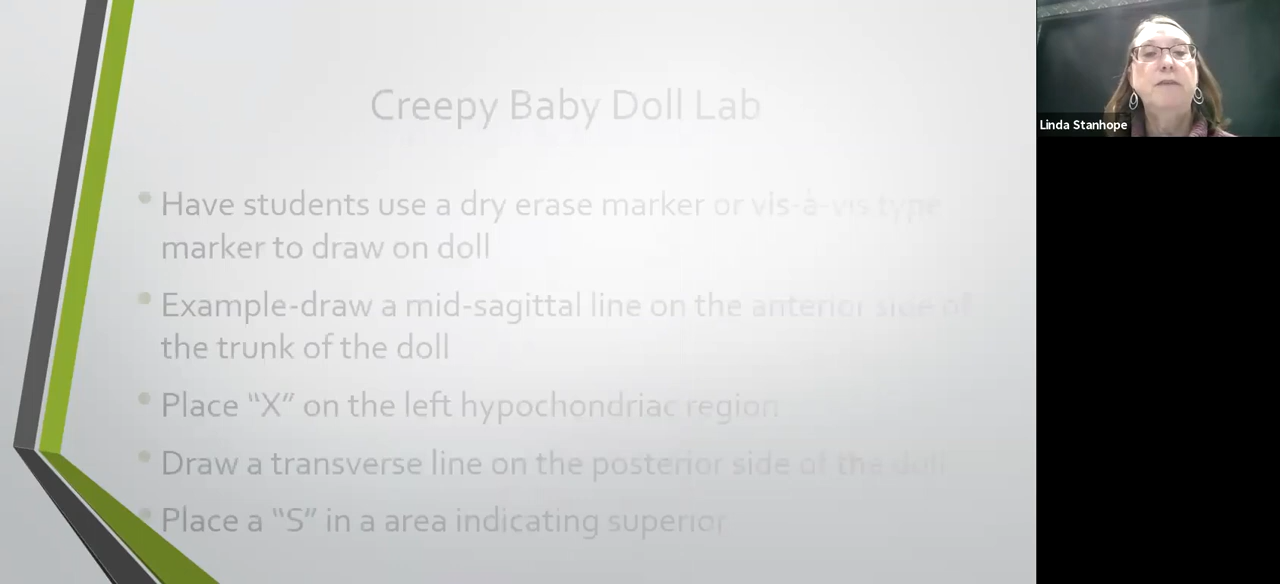 Creepy Baby Doll Lab
• Have students use a dry erase marker or vis-à-vis type
marker to draw on doll
• Example-draw a mid-sagittal line on the anterior side of
the trunk of the doll
• Place “X” on the left hypochondriac region
• Draw a transverse line on the posterior side of the doll
• Place a “S” in a area indicating superior
Linda Stanhope